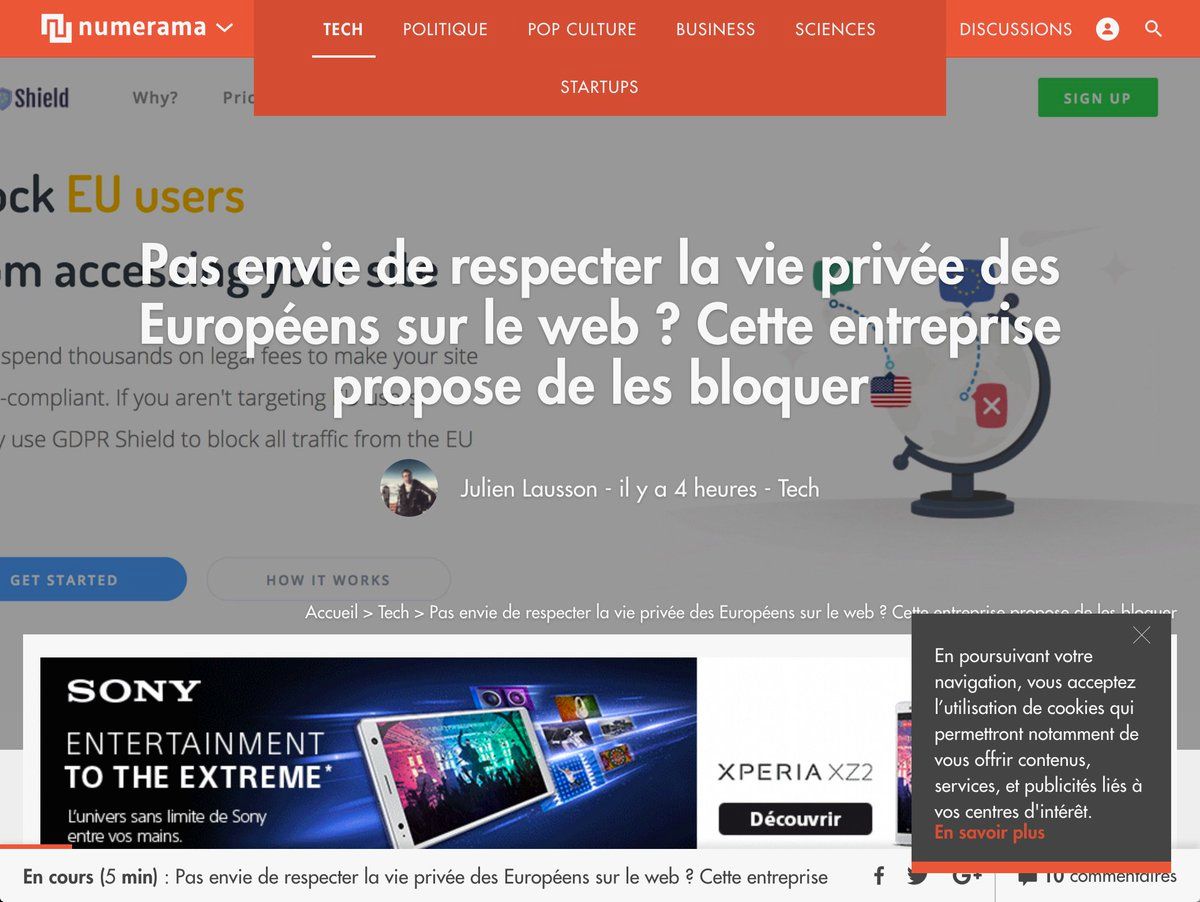 numerama
TECH
POLITIQUE
POP CULTURE
BUSINESS
SCIENCES
DISCUSSIONS
STARTUPS
Shield
Why?
SIGN UP
EU users
spend thousands on legal fees to make your site
-compliant. If you aren't targeting
use GDPR Shield to block all traffic from the EU
Pas envie de respecter la vie privée des
Européens sur le web ? Cette entreprise
propose de les bloquer
Julien Lausson - il y a 4 heures - Tech
GET STARTED
HOW IT WORKS
Accueil > Tech > Pas envie de respecter la vie privée des Européens sur le web ? Cette entreprise propose de les bloquer
SONY
ENTERTAINMENT
TO THE EXTREME*
L'univers sans limite de Sony
entre vos mains.
XPERIA XZ2
Découvrir
En poursuivant votre
navigation, vous acceptez
l'utilisation de cookies qui
permettront notamment de
vous offrir contenus,
services, et publicités liés à
vos centres d'intérêt.
En savoir plus
En cours (5 min) : Pas envie de respecter la vie privée des Européens sur le web ? Cette entreprise
G+
10 commentaires